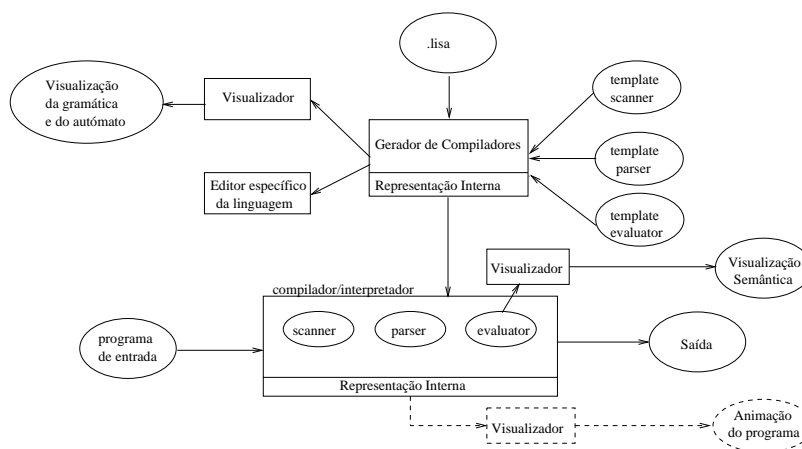 .lisa
Visualização
da gramática
e do autómato
Visualizador
template
scanner
Gerador de Compiladores
template
parser
Editor específico
da linguagem
Representação Interna
template
evaluator
Visualizador
Visualização
Semântica
compilador/interpretador
programa
de entrada
scanner
parser
evaluator
Saída
Representação Interna
Visualizador
Animação
do programa